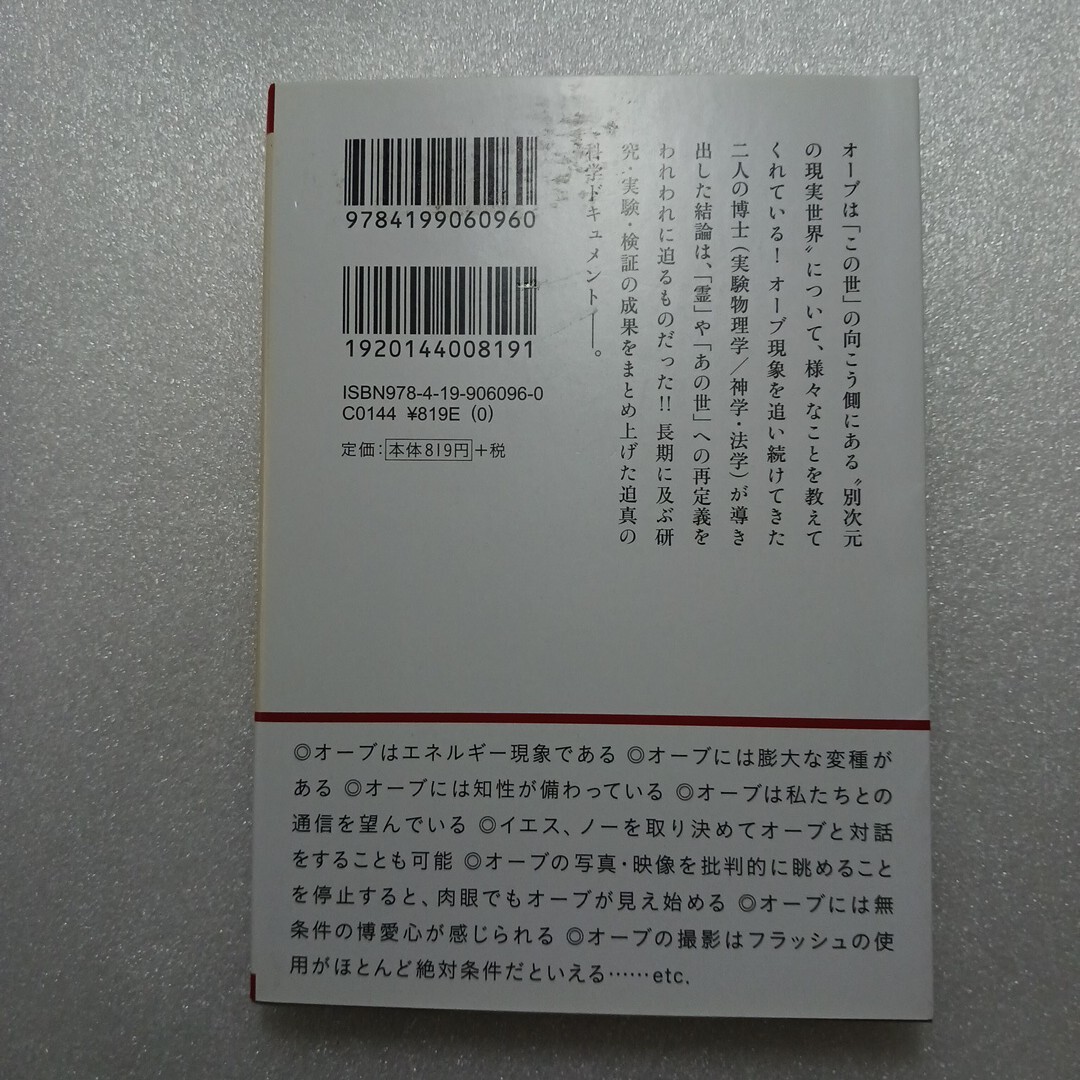 オーブは「この世」の向こう側にある〝別次元
の現実世界〟について、様々なことを教えて
くれている！ オーブ現象を追い続けてきた
二人の博士（実験物理学／神学・法学）が導き
出した結論は、「霊」や「あの世」への再定義を
われわれに迫るものだった!! 長期に及ぶ研
究・実験・検証の成果をまとめ上げた迫真の
科学ドキュメント――。
9784199060960
1920144008191
ISBN978-4-19-906096-0
C0144 ¥819E (0)
定価：本体819円＋税
◎オーブはエネルギー現象である ◎オーブには膨大な変種が
ある ◎オーブには知性が備わっている ◎オーブは私たちとの
通信を望んでいる ◎イエス、ノーを取り決めてオーブと対話
をすることも可能 ◎オーブの写真・映像を批判的に眺めること
を停止すると、肉眼でもオーブが見え始める ◎オーブには無
条件の博愛心が感じられる ◎オーブの撮影はフラッシュの使
用がほとんど絶対条件だといえる……etc.